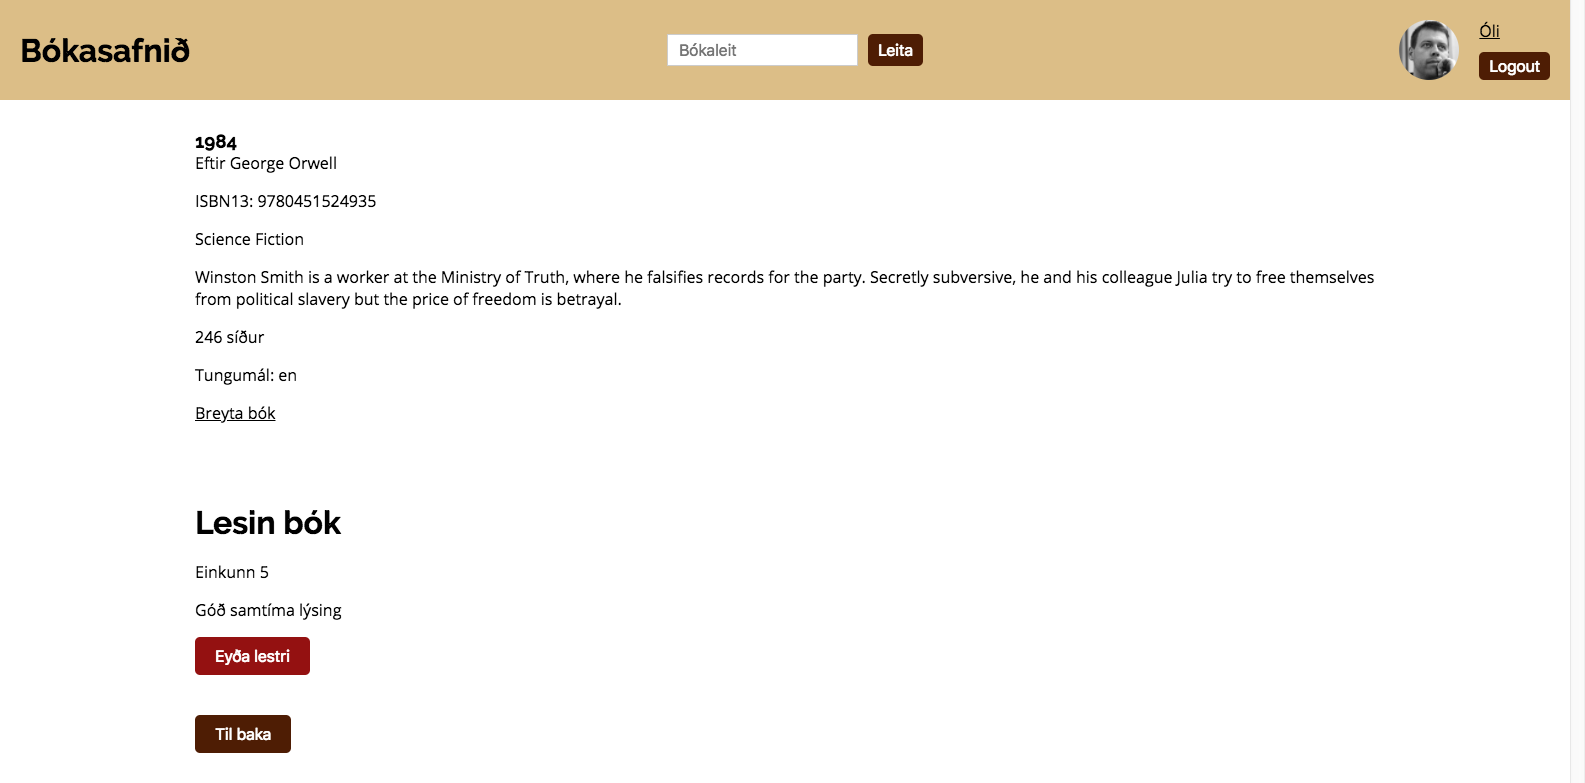 Bókasafnið
Bókaleit
Leita
Óli
Logout
1984
Eftir George Orwell
ISBN13: 9780451524935
Science Fiction
Winston Smith is a worker at the Ministry of Truth, where he falsifies records for the party. Secretly subversive, he and his colleague Julia try to free themselves
from political slavery but the price of freedom is betrayal.
246 síður
Tungumál: en
Breyta bók
Lesin bók
Einkunn 5
Góð samtíma lýsing
Eyða lestri
Til baka